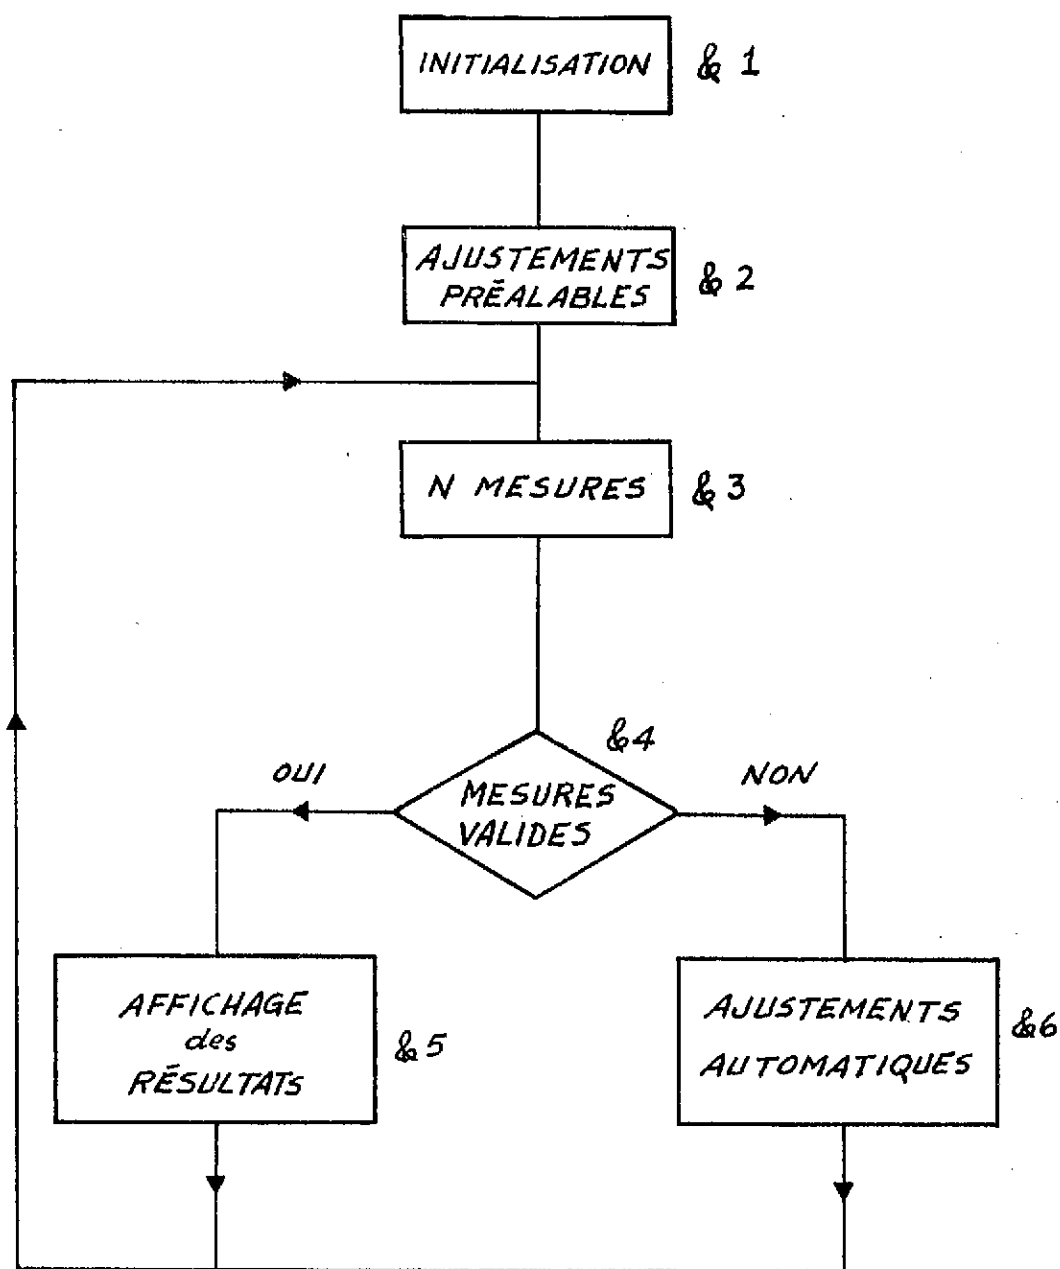 INITIALISATION & 1
AJUSTEMENTS
PRÉALABLES
& 2
N MESURES & 3
&4
OUI
NON
MESURES
VALIDES
AFFICHAGE
des
RÉSULTATS
&5
AJUSTEMENTS
AUTOMATIQUES
&6